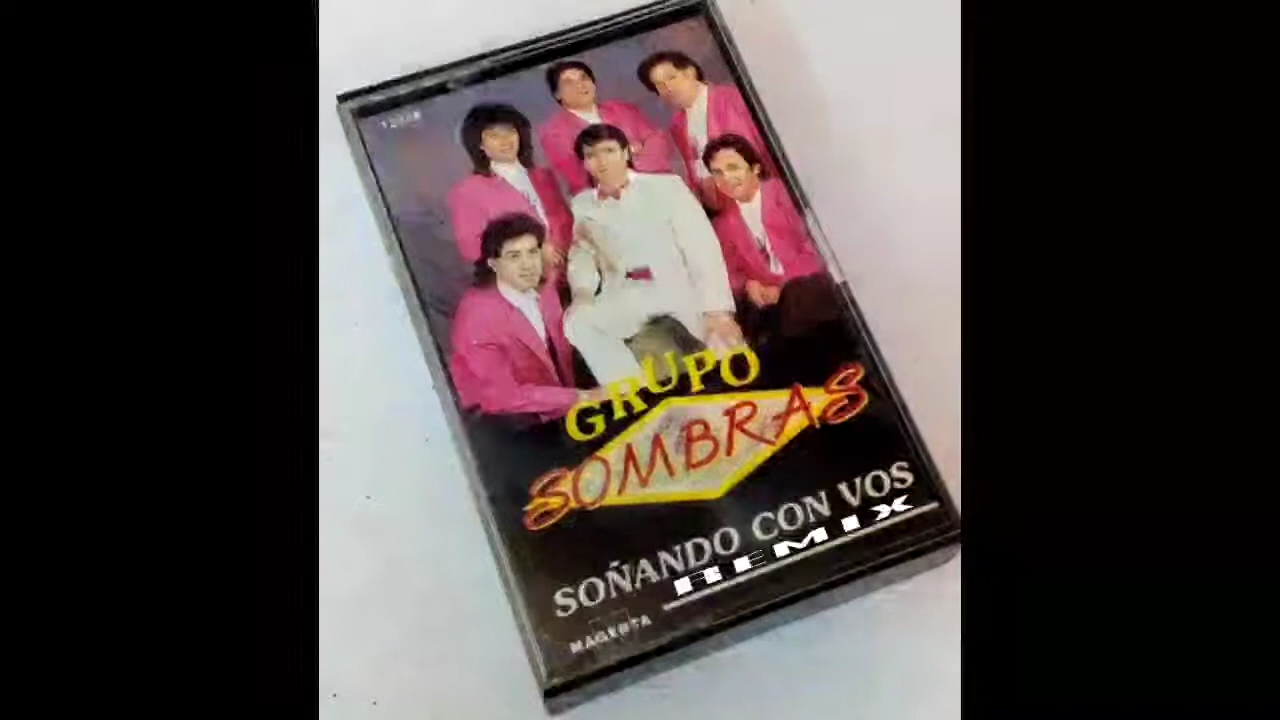 GRUPO
SOMBRAS
SOÑANDO CON VOS
REMIX
MAGENTA